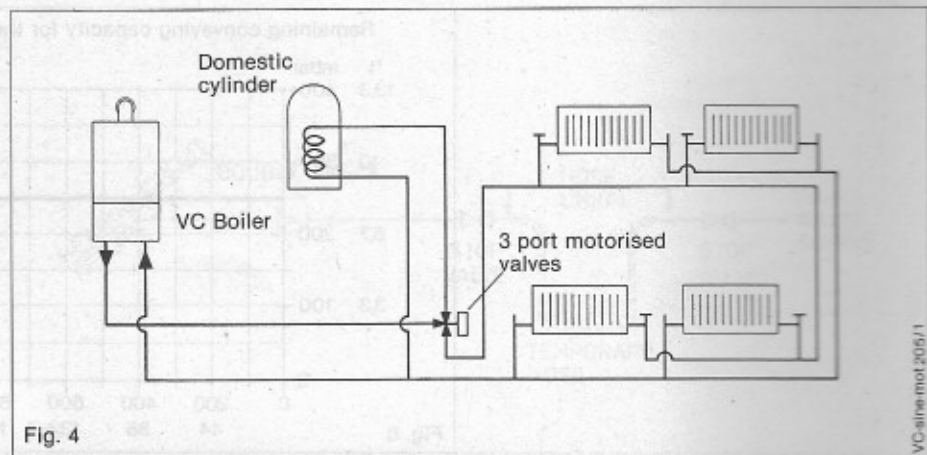 Domestic
cylinder
VC Boiler
3 port motorised
valves
Fig. 4
VC-sine-mot 205/1